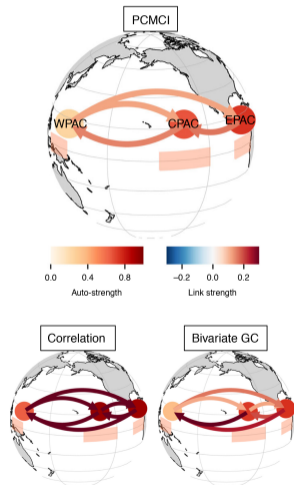 PCMCI
WPAC
CPAC
EPAC
0.0 0.4 0.8
−0.2 0.0 0.2
Auto-strength
Link strength
Correlation
Bivariate GC